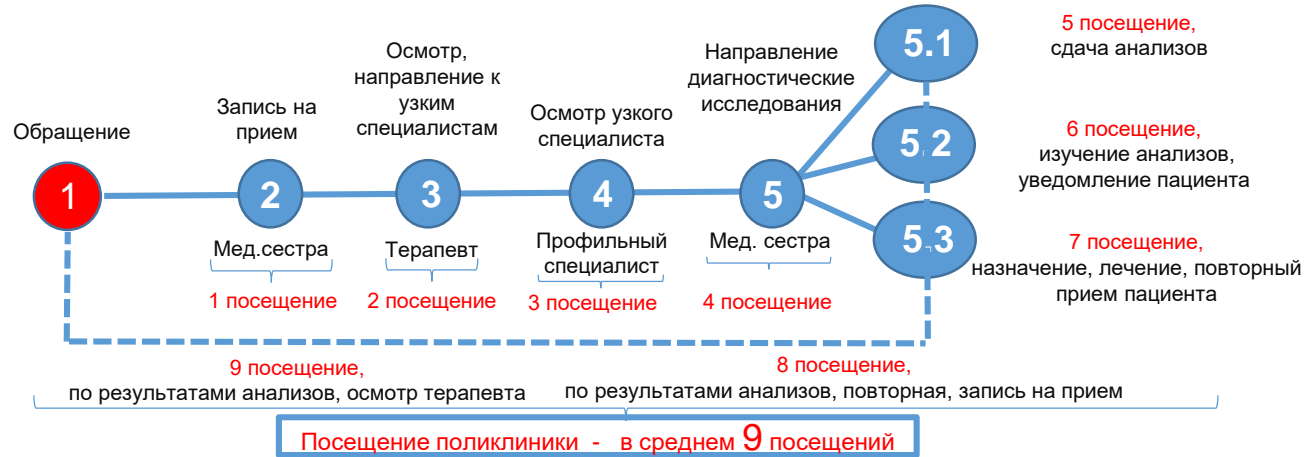 Обращение
1
Запись на
прием
2
Мед.сестра
1 посещение
Осмотр,
направление к
узким
специалистам
3
Терапевт
2 посещение
Осмотр узкого
специалиста
4
Профильный
специалист
3 посещение
Направление
диагностические
исследования
5
Мед. сестра
4 посещение
5.1
5 посещение,
сдача анализов
5.2
6 посещение,
изучение анализов,
уведомление пациента
5.3
7 посещение,
назначение, лечение, повторный
прием пациента
9 посещение,
по результатами анализов, осмотр терапевта
8 посещение,
по результатами анализов, повторная, запись на прием
Посещение поликлиники - в среднем 9 посещений